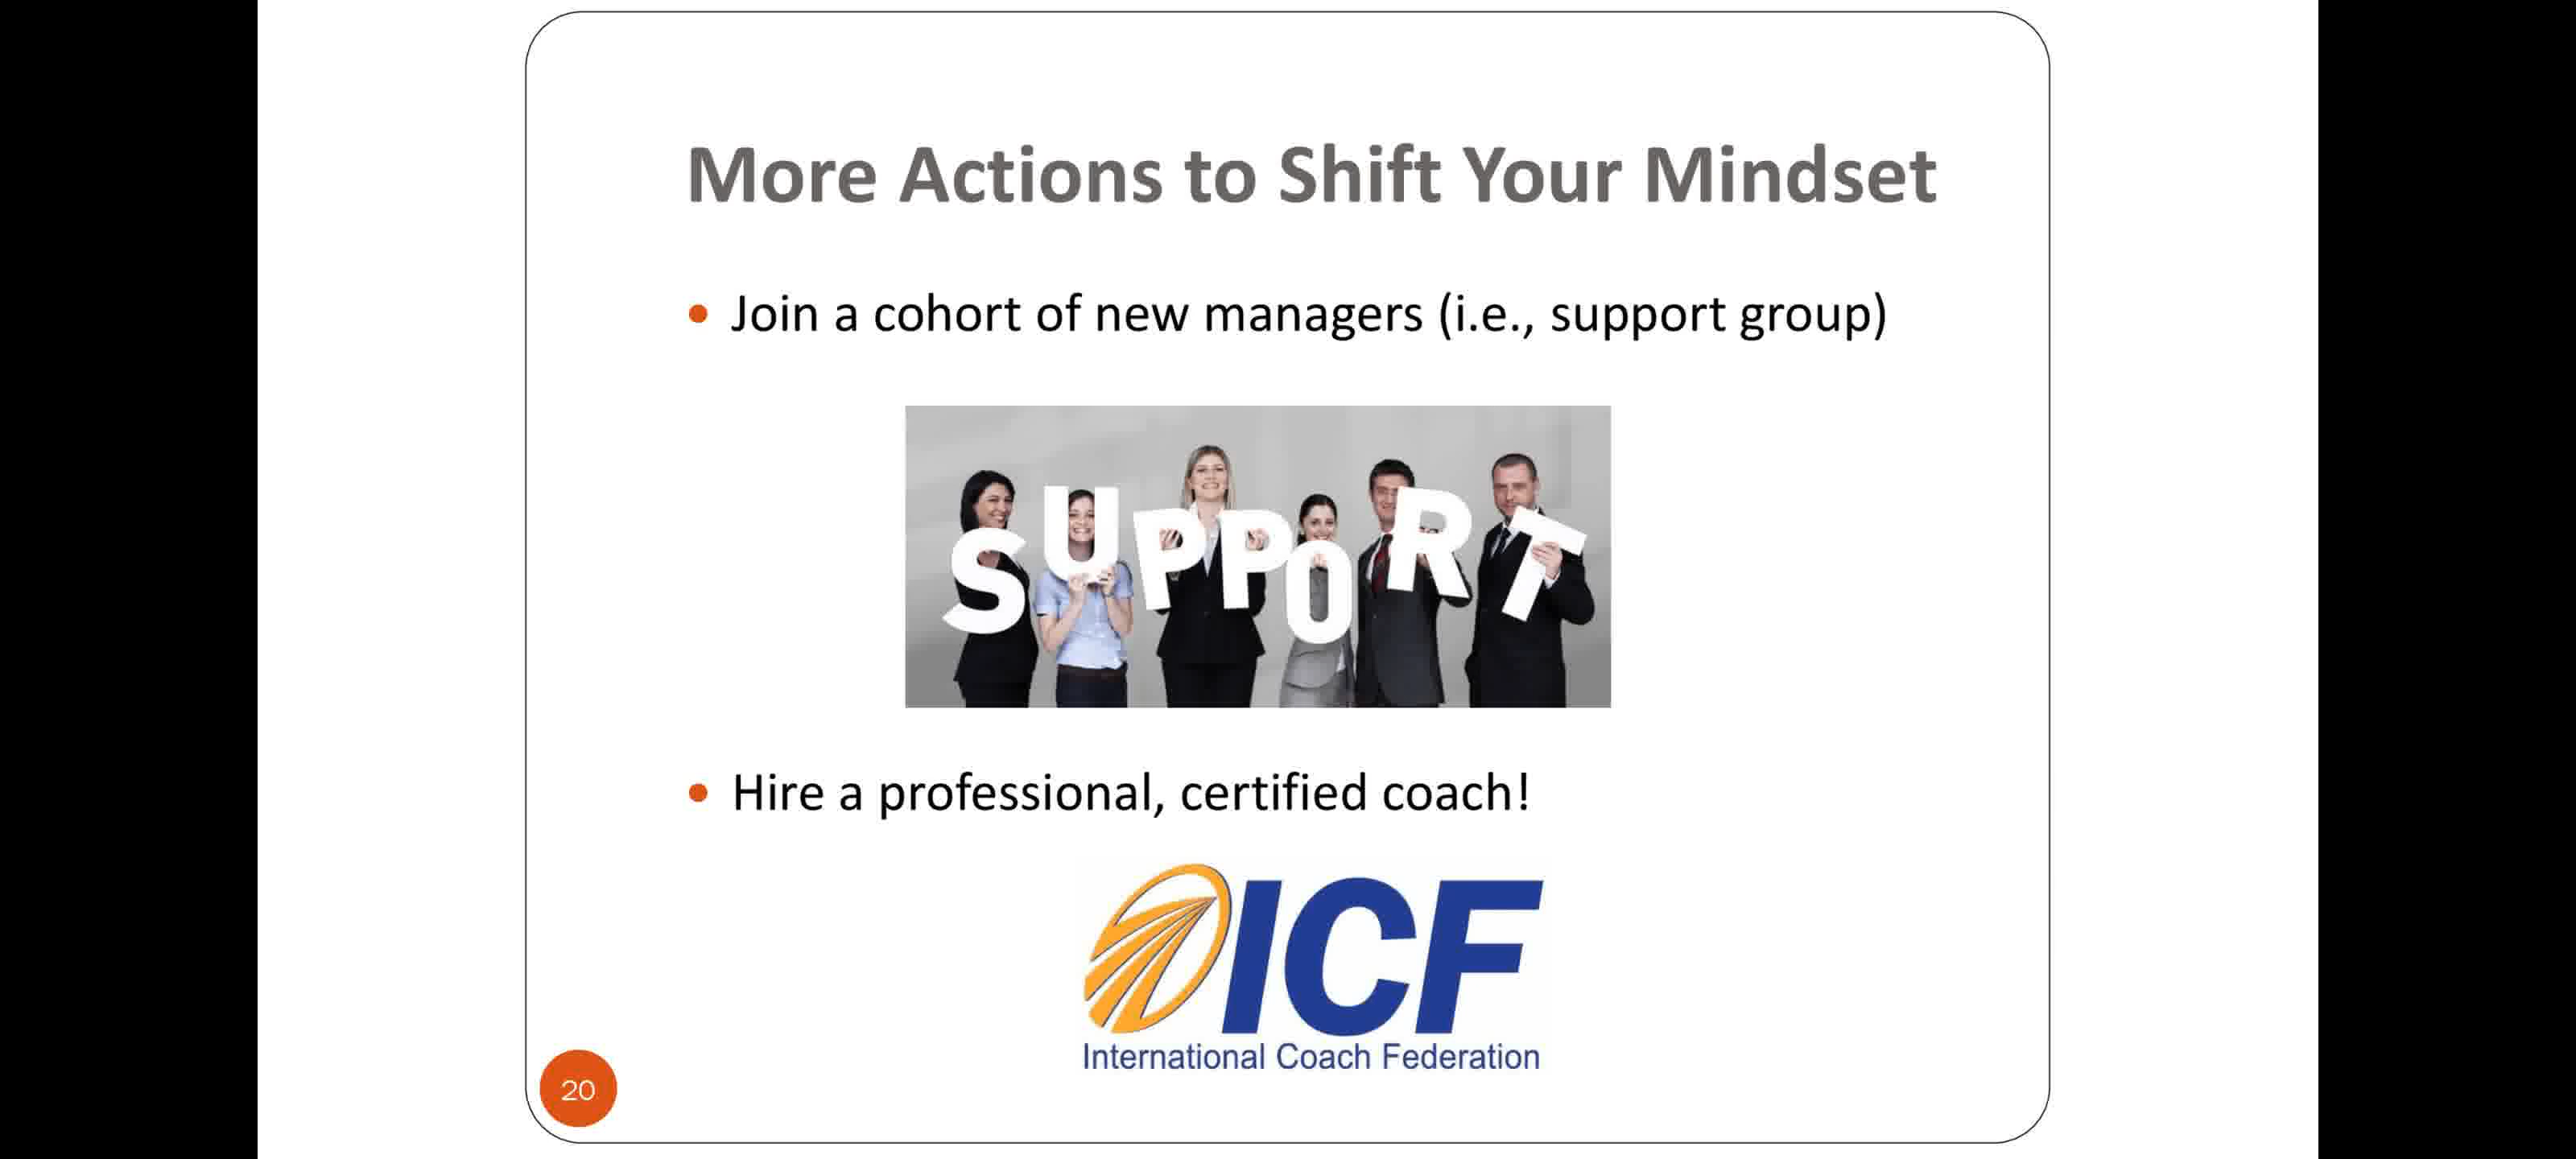 More Actions to Shift Your Mindset
Join a cohort of new managers (i.e., support group)
SUPPORT
Hire a professional, certified coach!
ICF
International Coach Federation
20